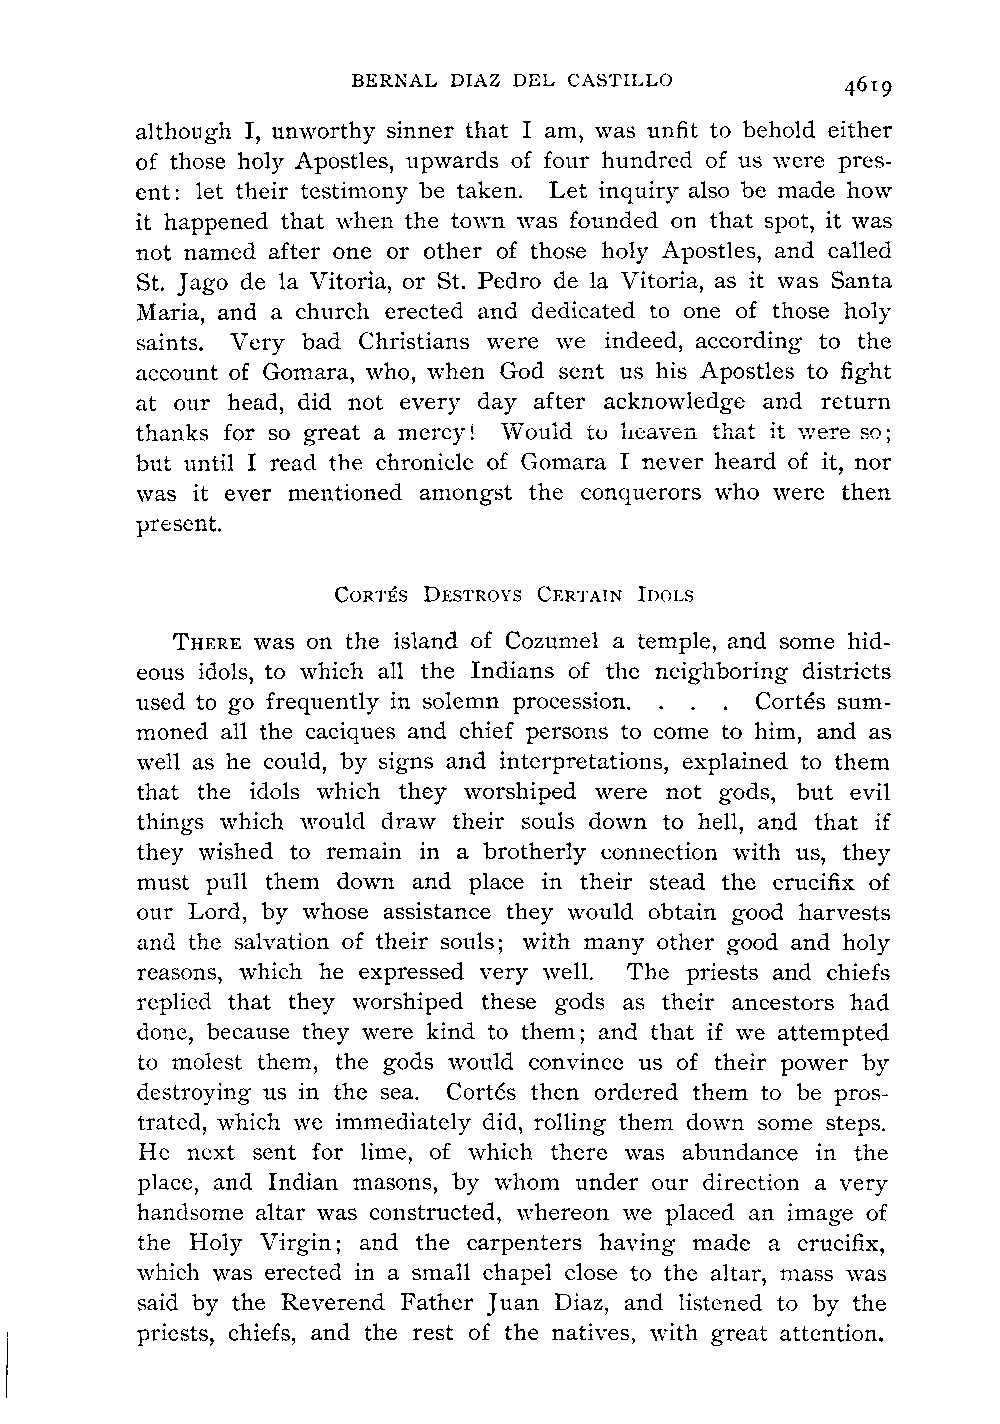 BERNAL DIAZ DEL CASTILLO 4619
although I, unworthy sinner that I am, was unfit to behold either
of those holy Apostles, upwards of four hundred of us were pres-
ent: let their testimony be taken. Let inquiry also be made how
it happened that when the town was founded on that spot, it was
not named after one or other of those holy Apostles, and called
St. Jago de la Vitoria, or St. Pedro de la Vitoria, as it was Santa
Maria, and a church erected and dedicated to one of those holy
saints. Very bad Christians were we indeed, according to the
account of Gomara, who, when God sent us his Apostles to fight
at our head, did not every day after acknowledge and return
thanks for so great a mercy! Would to heaven that it were so;
but until I read the chronicle of Gomara I never heard of it, nor
was it ever mentioned amongst the conquerors who were then
present.
CORTÉS DESTROYS CERTAIN IDOLS
THERE was on the island of Cozumel a temple, and some hid-
eous idols, to which all the Indians of the neighboring districts
used to go frequently in solemn procession. . . . Cortés sum-
moned all the caciques and chief persons to come to him, and as
well as he could, by signs and interpretations, explained to them
that the idols which they worshiped were not gods, but evil
things which would draw their souls down to hell, and that if
they wished to remain in a brotherly connection with us, they
must pull them down and place in their stead the crucifix of
our Lord, by whose assistance they would obtain good harvests
and the salvation of their souls; with many other good and holy
reasons, which he expressed very well. The priests and chiefs
replied that they worshiped these gods as their ancestors had
done, because they were kind to them; and that if we attempted
to molest them, the gods would convince us of their power by
destroying us in the sea. Cortés then ordered them to be pros-
trated, which we immediately did, rolling them down some steps.
He next sent for lime, of which there was abundance in the
place, and Indian masons, by whom under our direction a very
handsome altar was constructed, whereon we placed an image of
the Holy Virgin; and the carpenters having made a crucifix,
which was erected in a small chapel close to the altar, mass was
said by the Reverend Father Juan Diaz, and listened to by the
priests, chiefs, and the rest of the natives, with great attention.